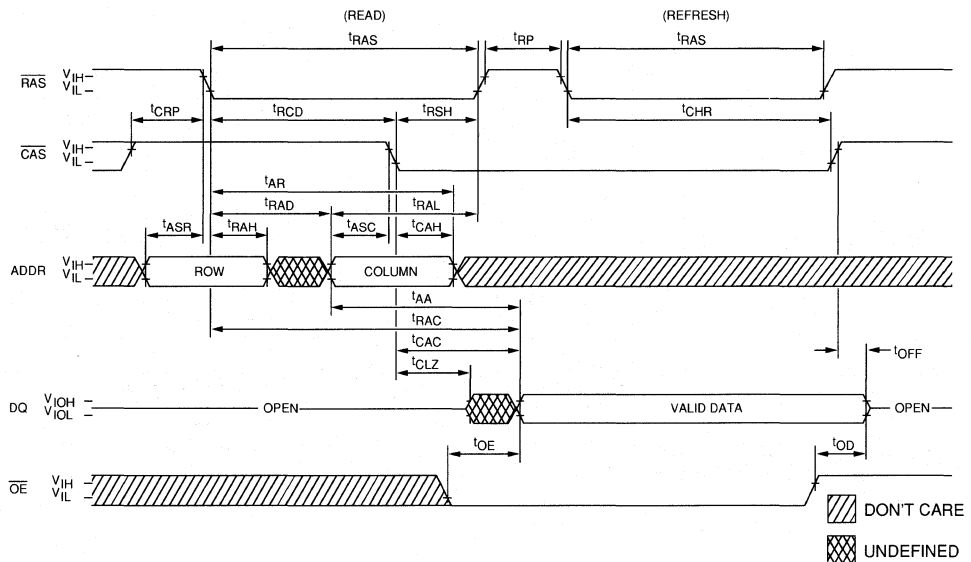 (READ) (REFRESH)
tRAS tRP tRAS
RAS VIH
VIL
tCRP tRCD tRSH tCHR
CAS VIH
VIL
tAR
tRAD tRAL
tASR tRAH tASC tCAH
ADDR VIH
VIL
ROW COLUMN
tAA
tRAC
tCAC
tCLZ
tOFF
DQ VIOH
VIOL
OPEN VALID DATA OPEN
tOE tOD
OE VIH
VIL
DON'T CARE
UNDEFINED